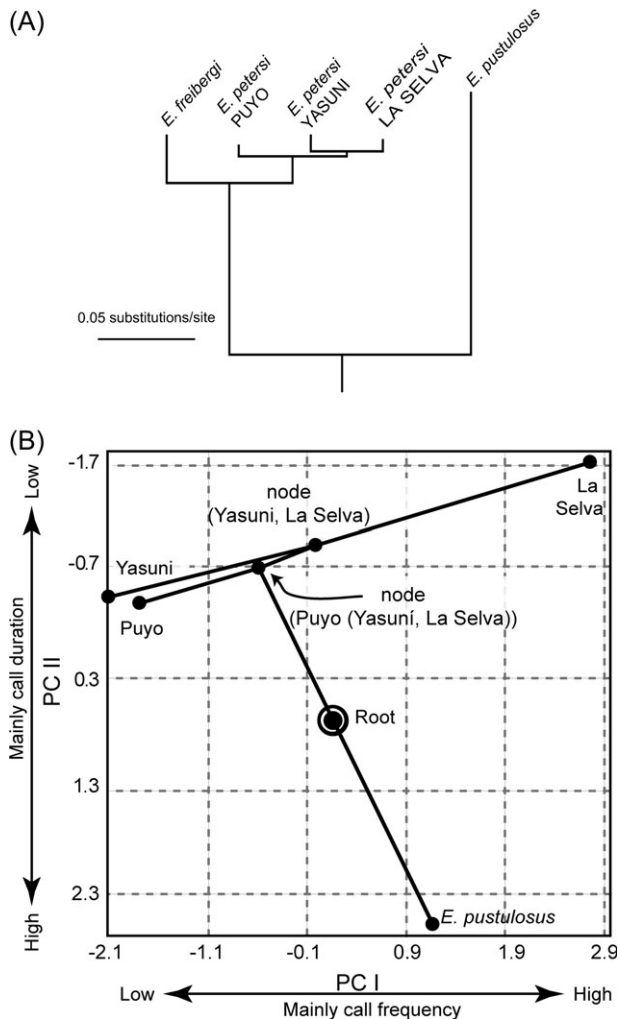 (A)
E. freibergi
E. petersi
PUYO
E. petersi
YASUNI
E. petersi
LA SELVA
E. pustulosus
0.05 substitutions/site
(B)
Low
Mainly call duration
High
PC II
-1.7
-0.7
0.3
1.3
2.3
node
(Yasuni, La Selva)
La
Selva
Yasuni
Puyo
node
(Puyo (Yasuní, La Selva))
Root
E. pustulosus
-2.1 -1.1 -0.1 0.9 1.9 2.9
PC I
Low High
Mainly call frequency